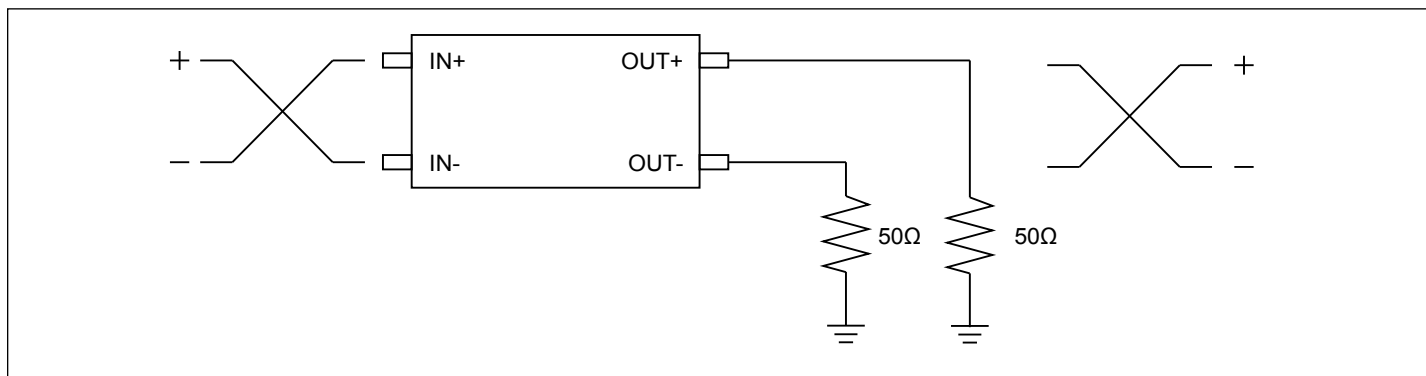 + IN+ OUT+ +
− IN- OUT- −
50Ω 50Ω